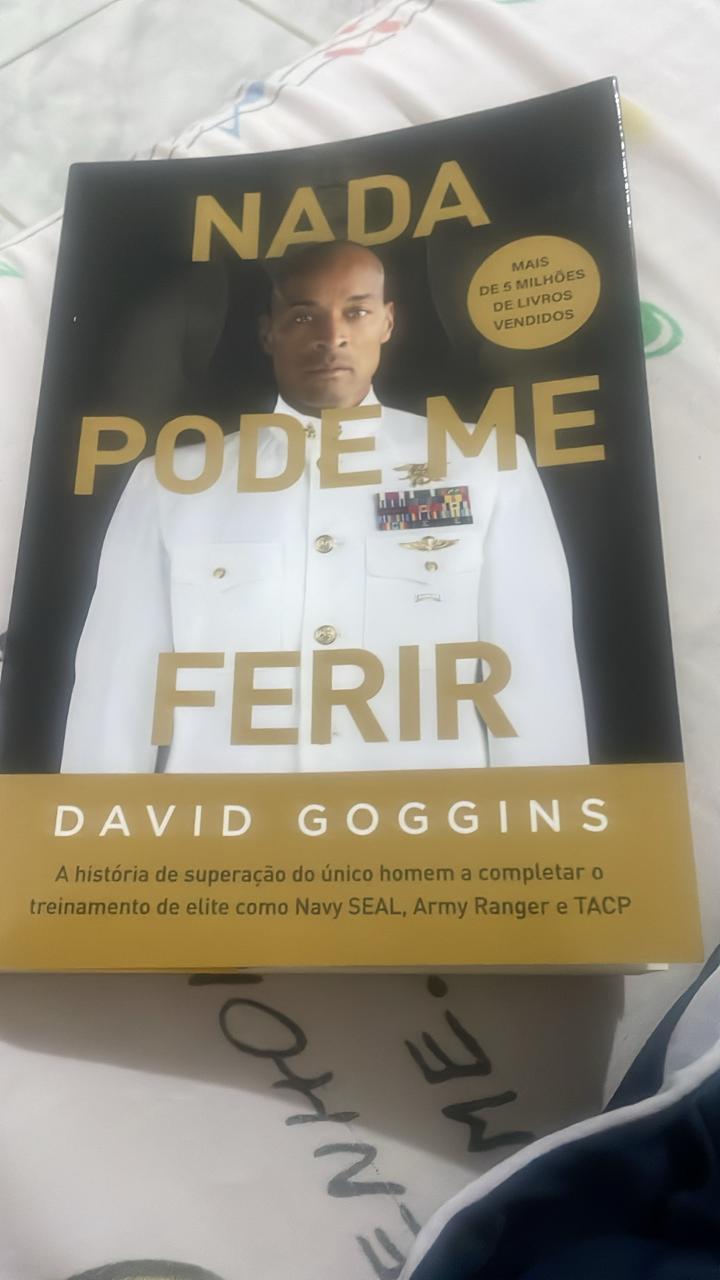 NADA
MAIS
DE 5 MILHÕES
DE LIVROS
VENDIDOS
PODE ME
FERIR
DAVID GOGGINS
A história de superação do único homem a completar o
treinamento de elite como Navy SEAL, Army Ranger e TACP
ME.